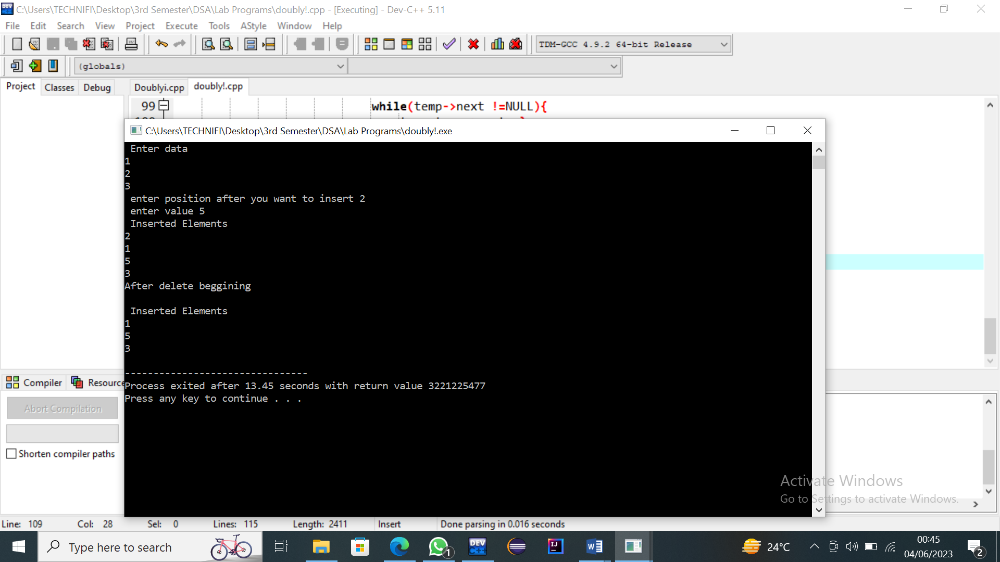 C:\Users\TECHNIFI\Desktop\3rd Semester\DSA\Lab Programs\doubly!.cpp - [Executing] - Dev-C++ 5.11
File Edit Search View Project Execute Tools AStyle Window Help
TDM-GCC 4.9.2 64-bit Release
(globals)
Project Classes Debug Doublyi.cpp doubly!.cpp
99 while(temp->next !=NULL){
C:\Users\TECHNIFI\Desktop\3rd Semester\DSA\Lab Programs\doubly!.exe
Enter data
1
2
3
enter position after you want to insert 2
enter value 5
Inserted Elements
2
1
5
3
After delete beggining
Inserted Elements
1
5
3
--------------------------------
Process exited after 13.45 seconds with return value 3221225477
Press any key to continue . . .
Compiler Resource
Abort Compilation
Shorten compiler paths
Activate Windows
Go to Settings to activate Windows.
Line: 109 Col: 28 Sel: 0 Lines: 115 Length: 2411 Insert Done parsing in 0.016 seconds
Type here to search
DEV C++
IJ
W
1
24°C
00:45
04/06/2023
2